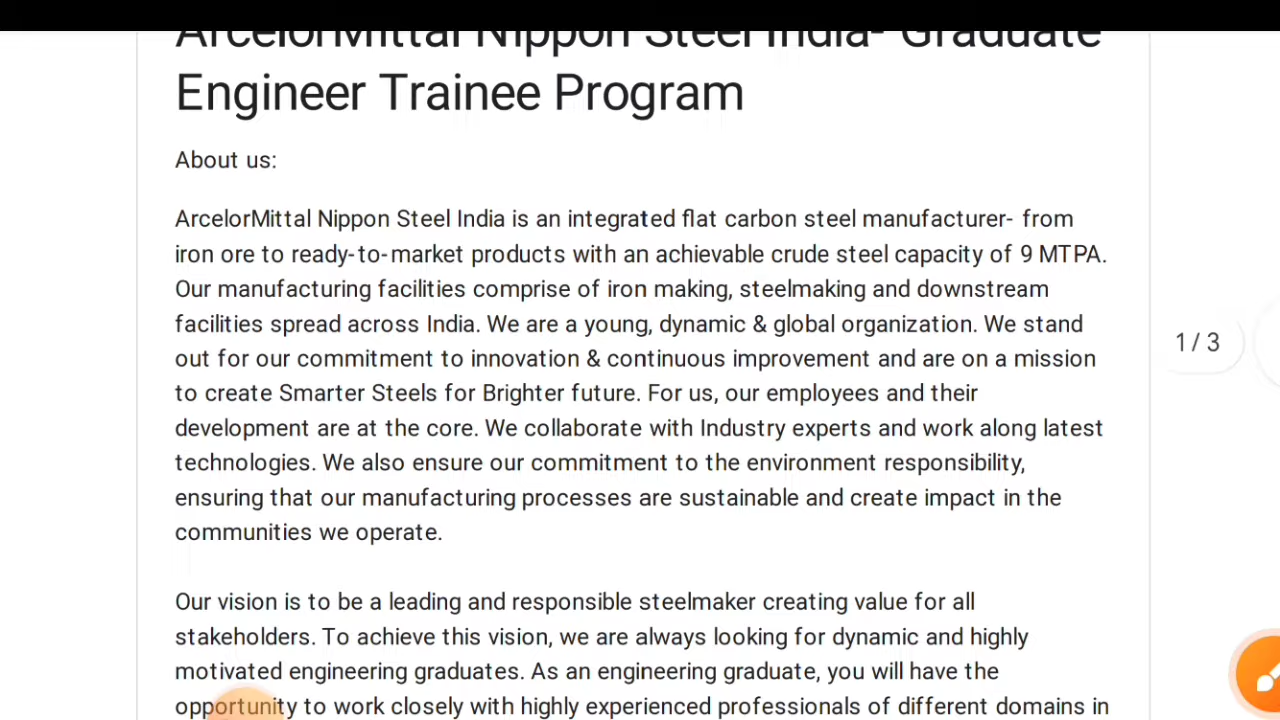 ArcelorMittal Nippon Steel India- Graduate
Engineer Trainee Program
About us:
ArcelorMittal Nippon Steel India is an integrated flat carbon steel manufacturer- from
iron ore to ready-to-market products with an achievable crude steel capacity of 9 MTPA.
Our manufacturing facilities comprise of iron making, steelmaking and downstream
facilities spread across India. We are a young, dynamic & global organization. We stand
out for our commitment to innovation & continuous improvement and are on a mission
to create Smarter Steels for Brighter future. For us, our employees and their
development are at the core. We collaborate with Industry experts and work along latest
technologies. We also ensure our commitment to the environment responsibility,
ensuring that our manufacturing processes are sustainable and create impact in the
communities we operate.
Our vision is to be a leading and responsible steelmaker creating value for all
stakeholders. To achieve this vision, we are always looking for dynamic and highly
motivated engineering graduates. As an engineering graduate, you will have the
opportunity to work closely with highly experienced professionals of different domains in
1 / 3